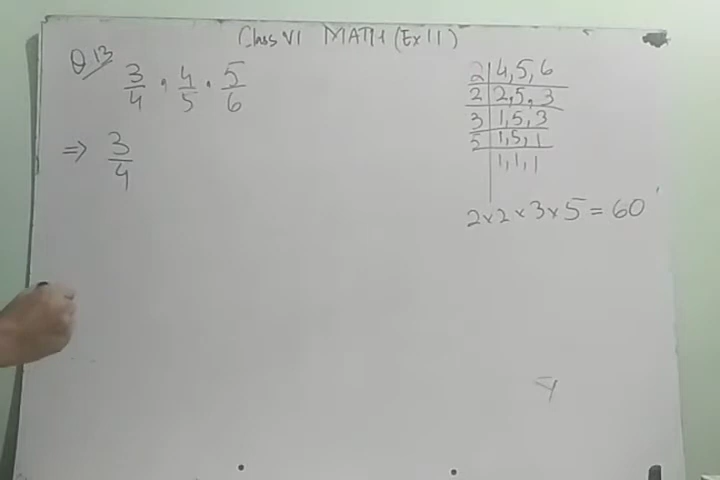 Class VI MATH (Ex 11)
Q 13
3/4 , 4/5 , 5/6
⇒ 3/4
2 | 4, 5, 6
2 | 2, 5, 3
3 | 1, 5, 3
5 | 1, 5, 1
| 1, 1, 1
2 × 2 × 3 × 5 = 60